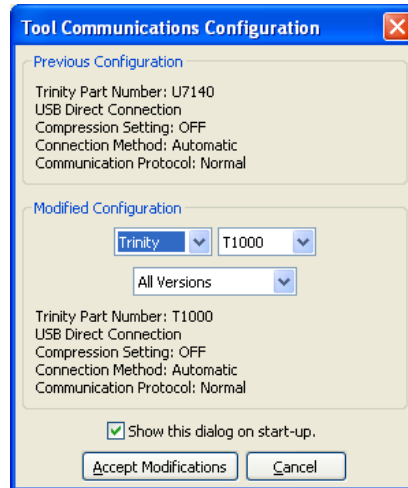 Tool Communications Configuration
Previous Configuration
Trinity Part Number: U7140
USB Direct Connection
Compression Setting: OFF
Connection Method: Automatic
Communication Protocol: Normal
Modified Configuration
Trinity T1000
All Versions
Trinity Part Number: T1000
USB Direct Connection
Compression Setting: OFF
Connection Method: Automatic
Communication Protocol: Normal
Show this dialog on start-up.
Accept Modifications Cancel